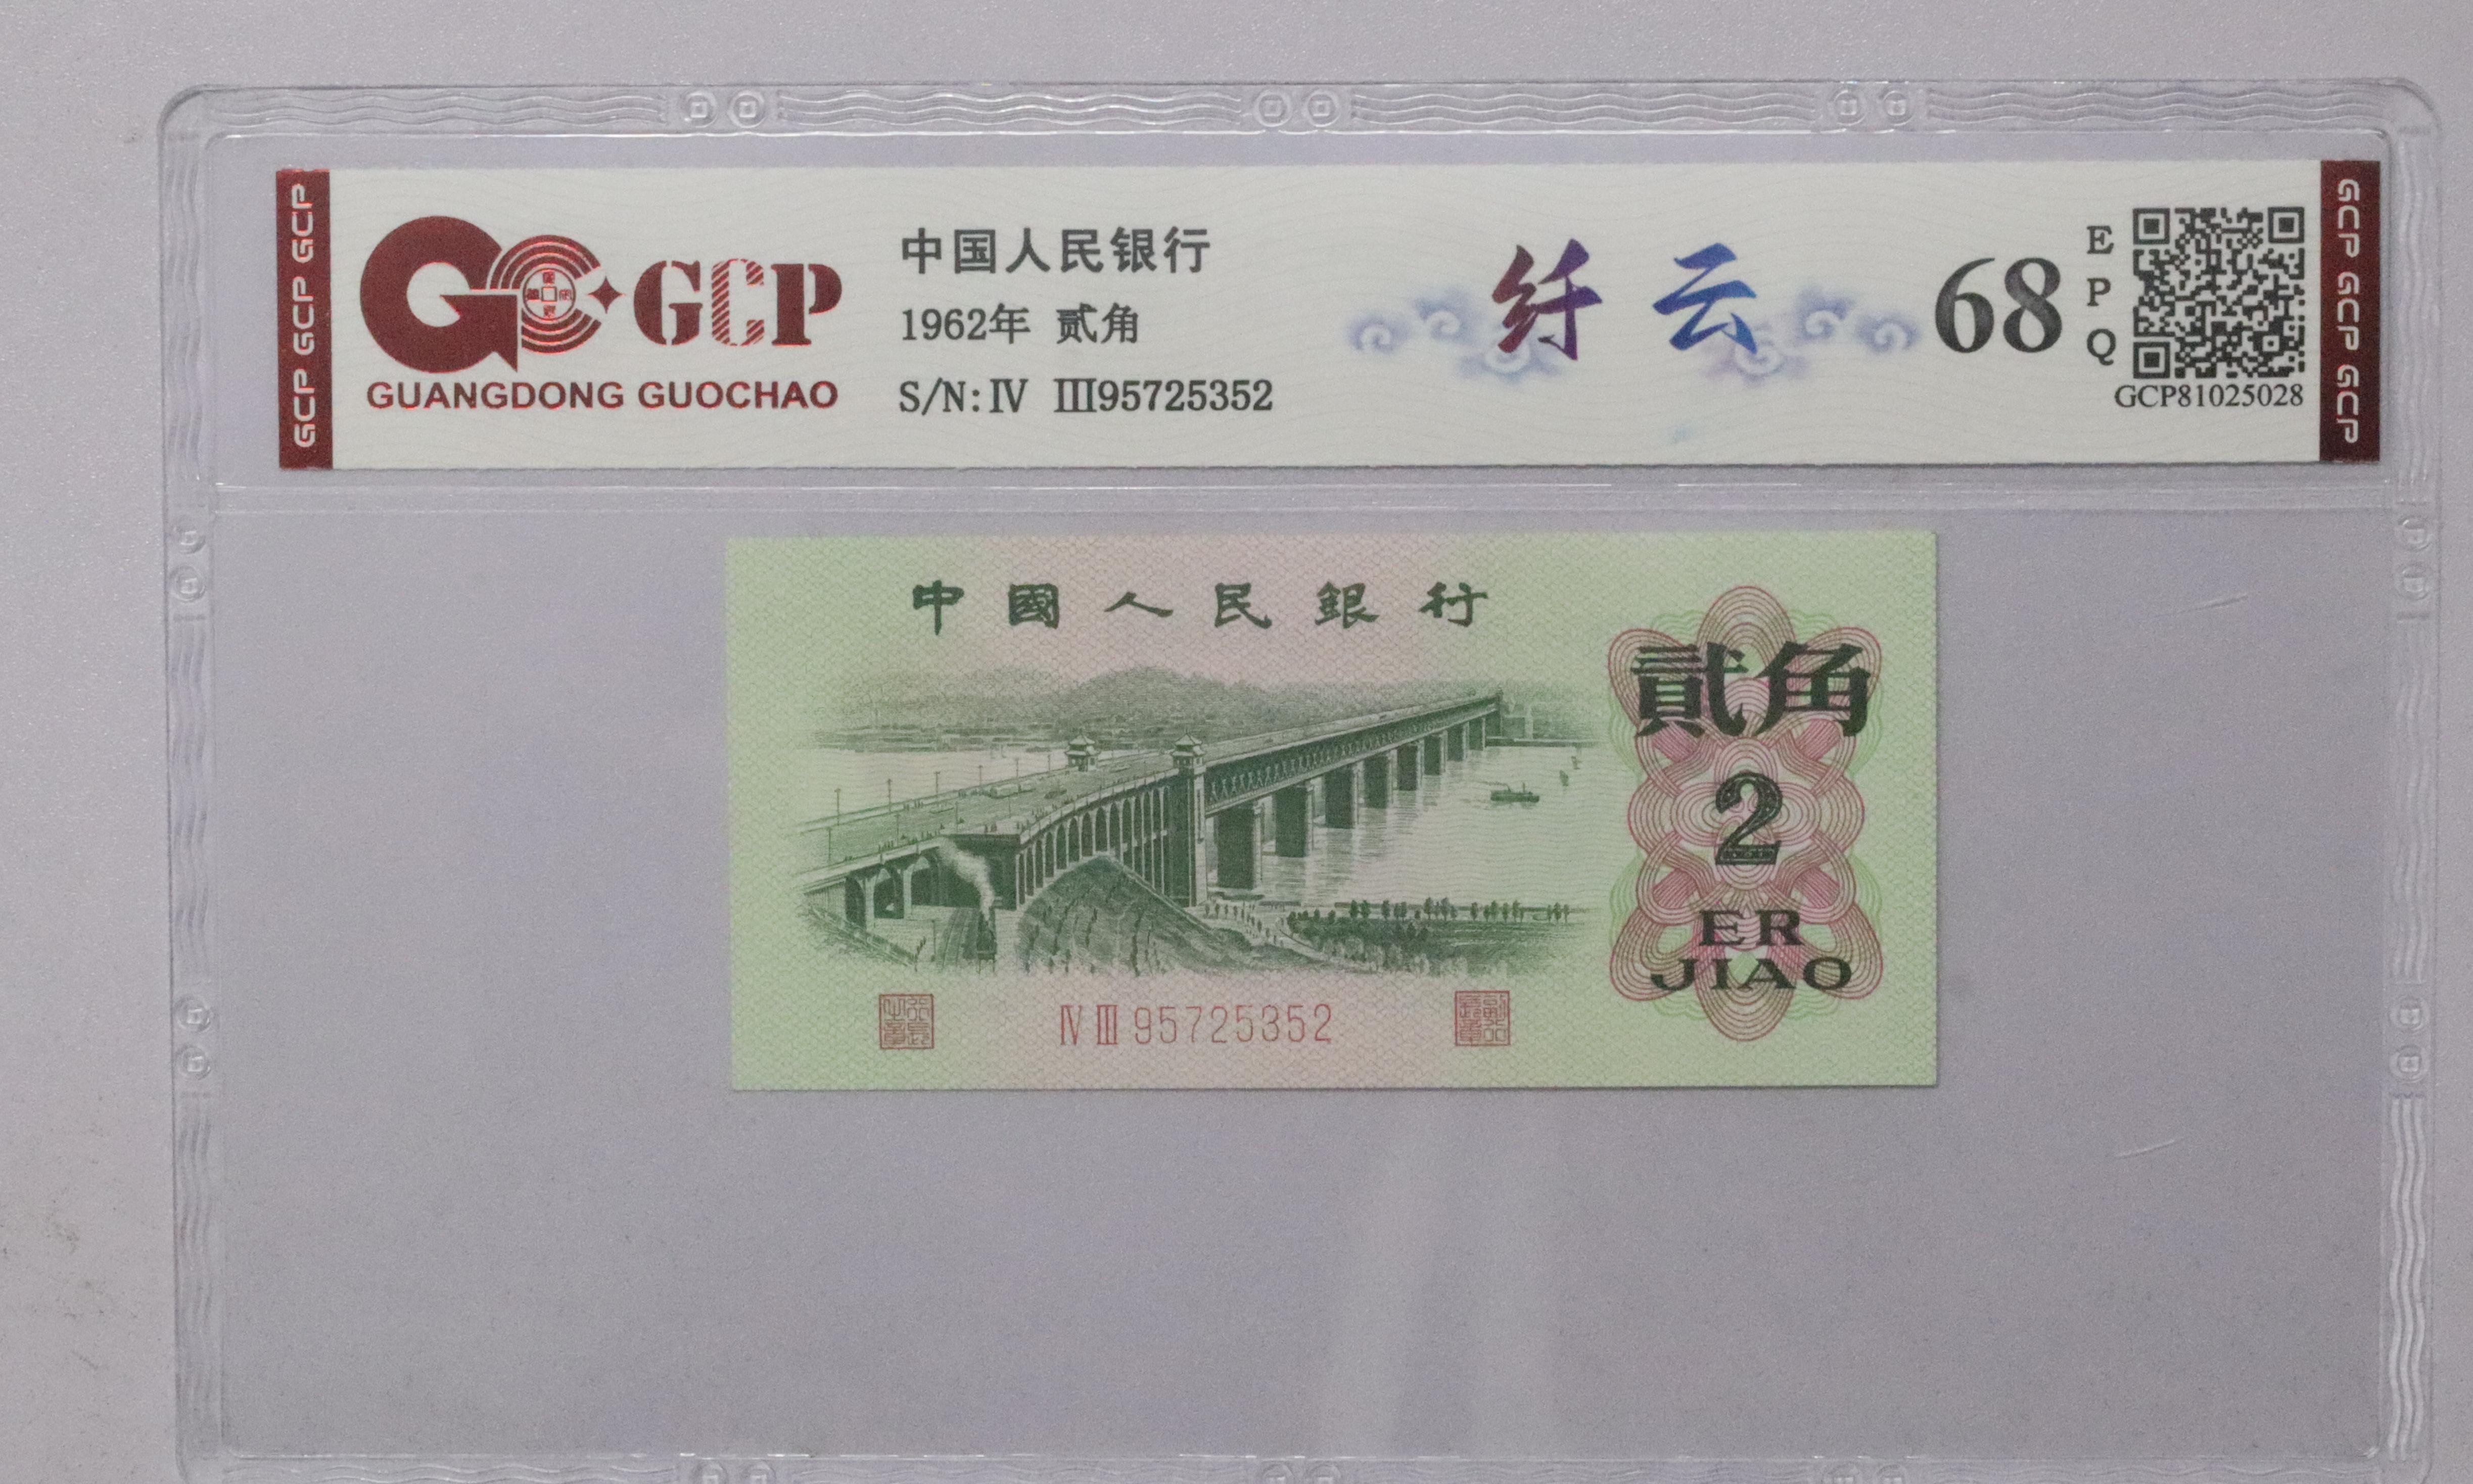 GCP GCP GCP
GCP
GUANGDONG GUOCHAO
中国人民银行
1962年 贰角
S/N: Ⅳ Ⅲ95725352
纤云
68
EPQ
GCP81025028
GCP GCP GCP
中國人民銀行
貳角
2
ER
JIAO
Ⅳ Ⅲ 95725352